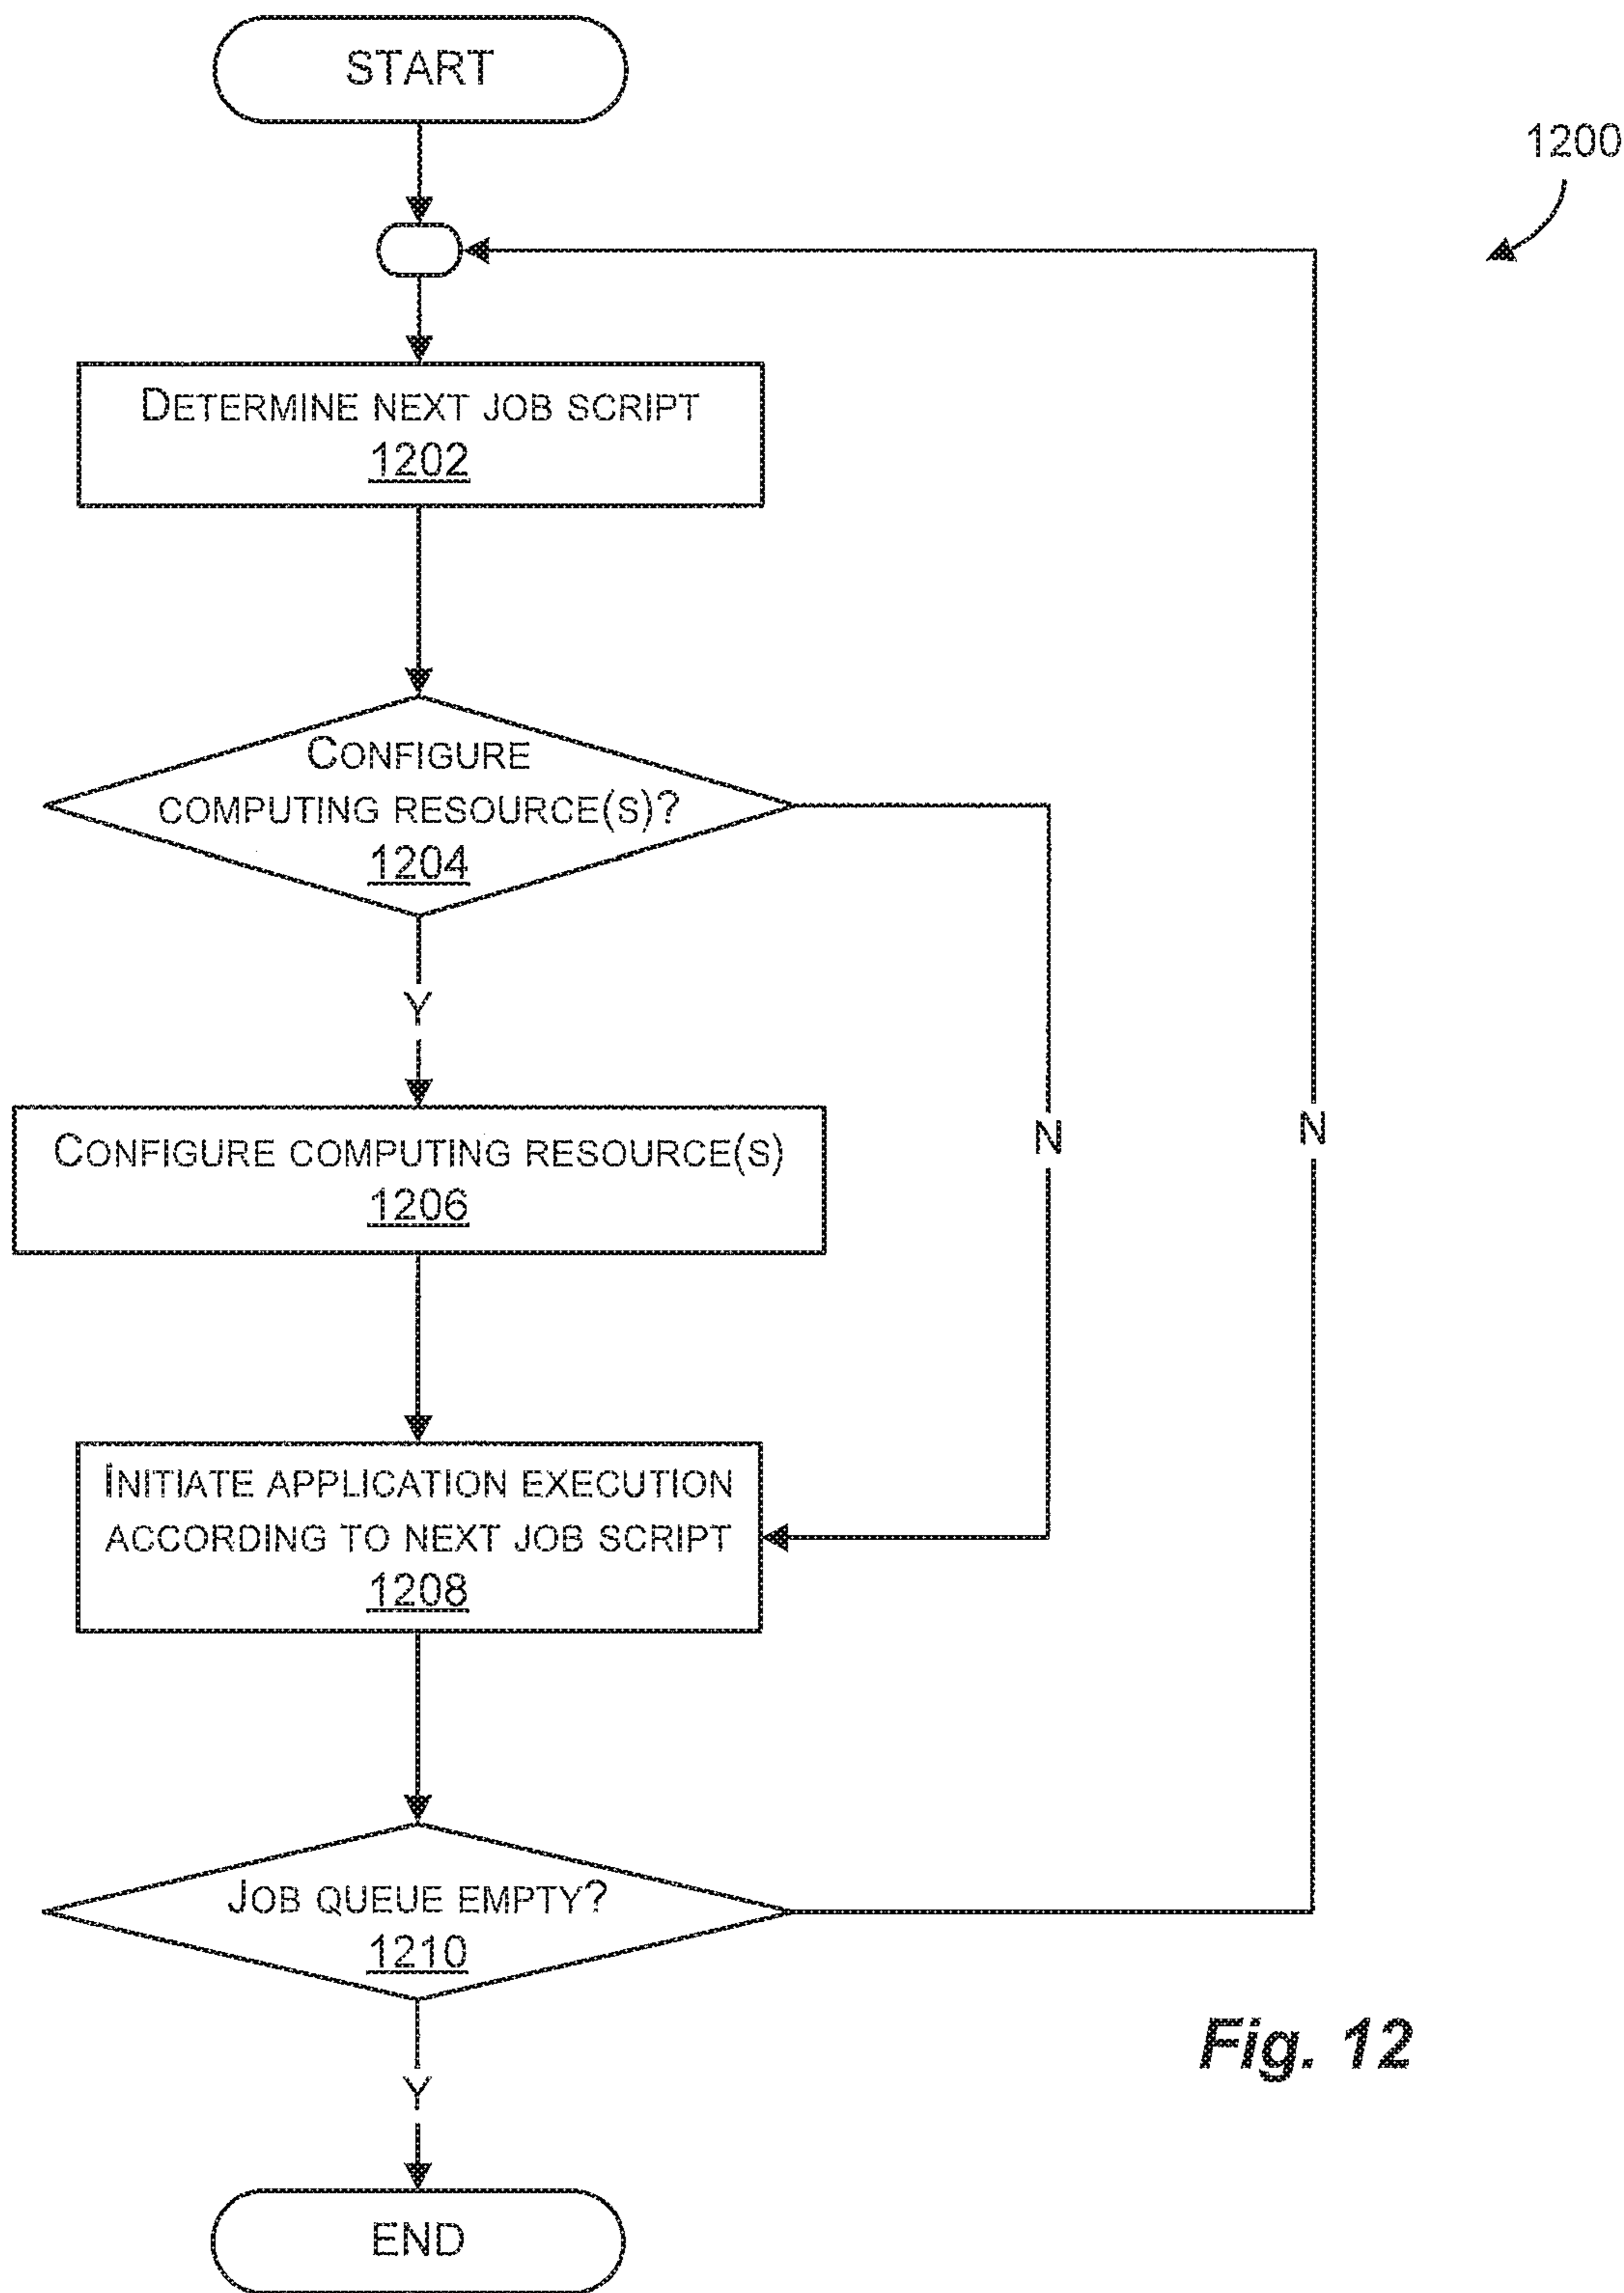 START
1200
DETERMINE NEXT JOB SCRIPT
1202
CONFIGURE
COMPUTING RESOURCE(S)?
1204
Y
CONFIGURE COMPUTING RESOURCE(S)
1206
N
N
INITIATE APPLICATION EXECUTION
ACCORDING TO NEXT JOB SCRIPT
1208
JOB QUEUE EMPTY?
1210
Fig. 12
Y
END